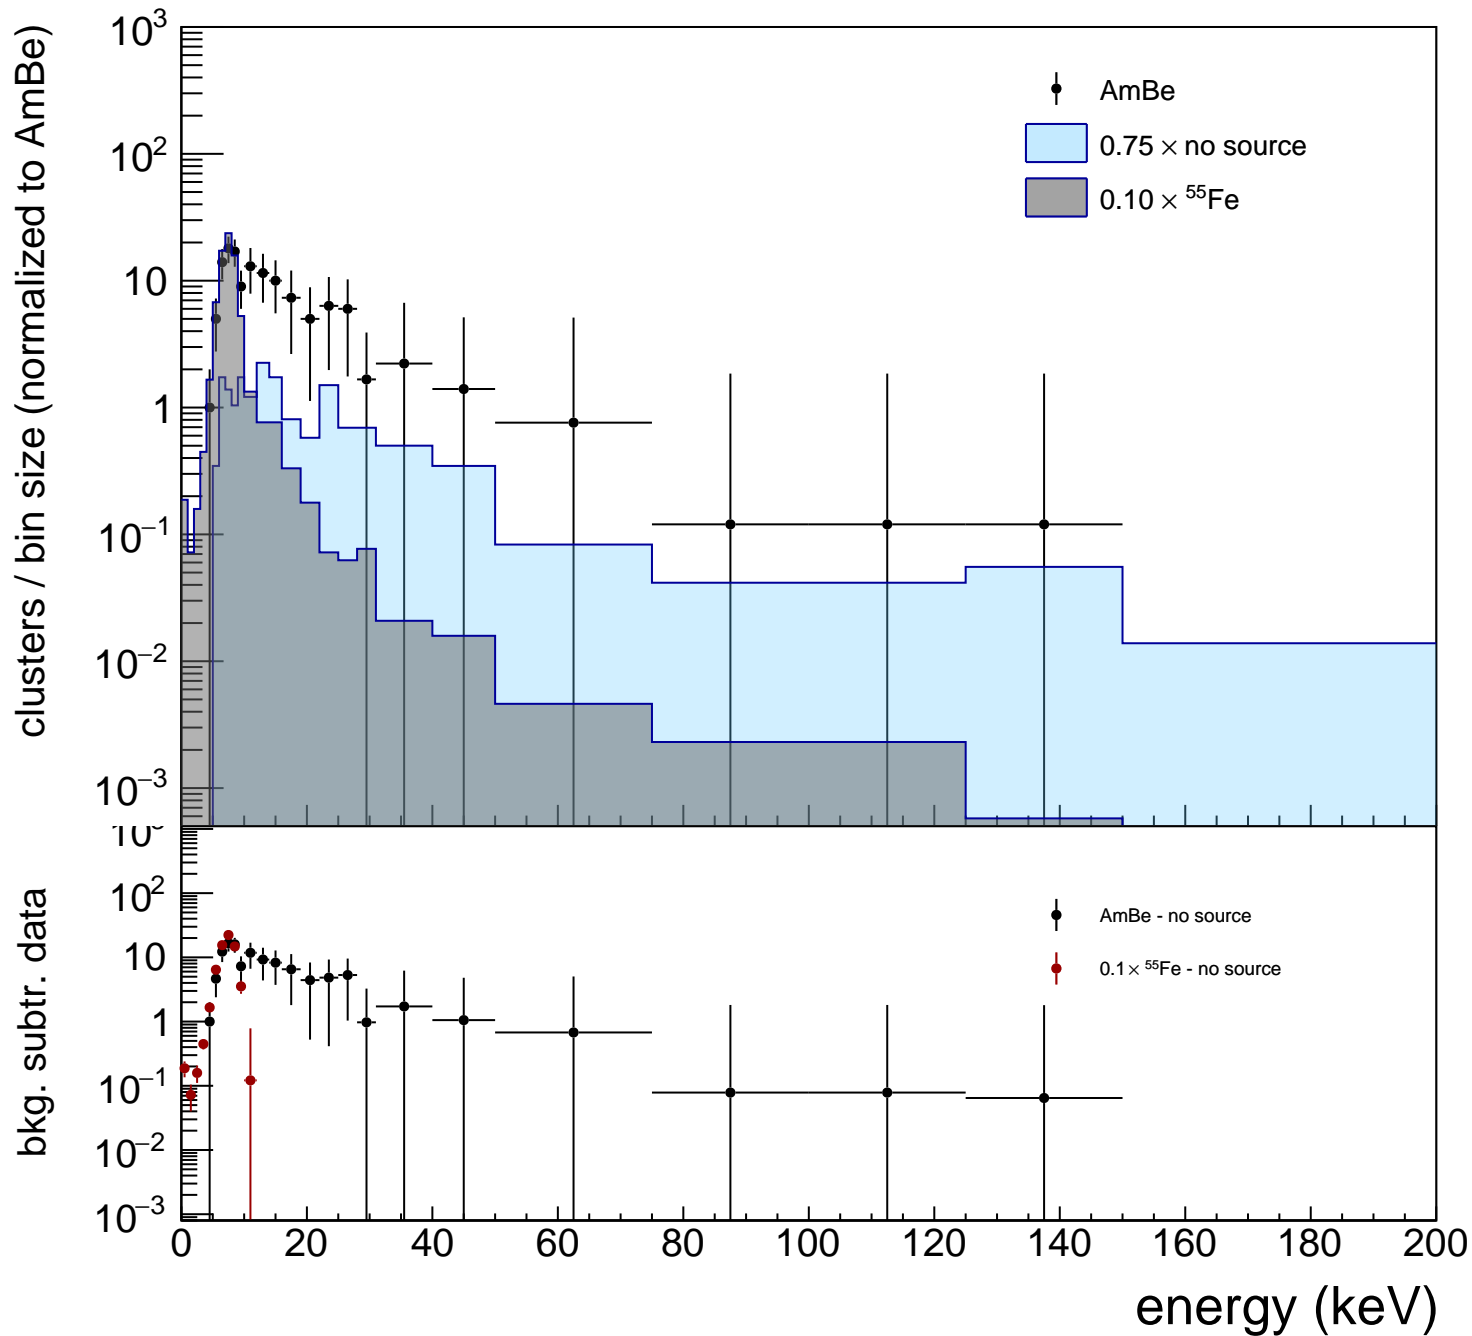 clusters / bin size (normalized to AmBe)
10³
10²
10
1
10⁻¹
10⁻²
10⁻³
AmBe
0.75 × no source
0.10 × ⁵⁵Fe
bkg. subtr. data
10²
10
1
10⁻¹
10⁻²
10⁻³
AmBe - no source
0.1× ⁵⁵Fe - no source
0 20 40 60 80 100 120 140 160 180 200
energy (keV)